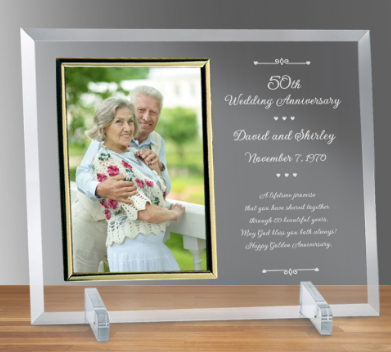 50th
Wedding Anniversary
David and Shirley
November 7, 1970
A lifetime promise
that you have shared together
through 50 beautiful years.
May God bless you both always!
Happy Golden Anniversary.